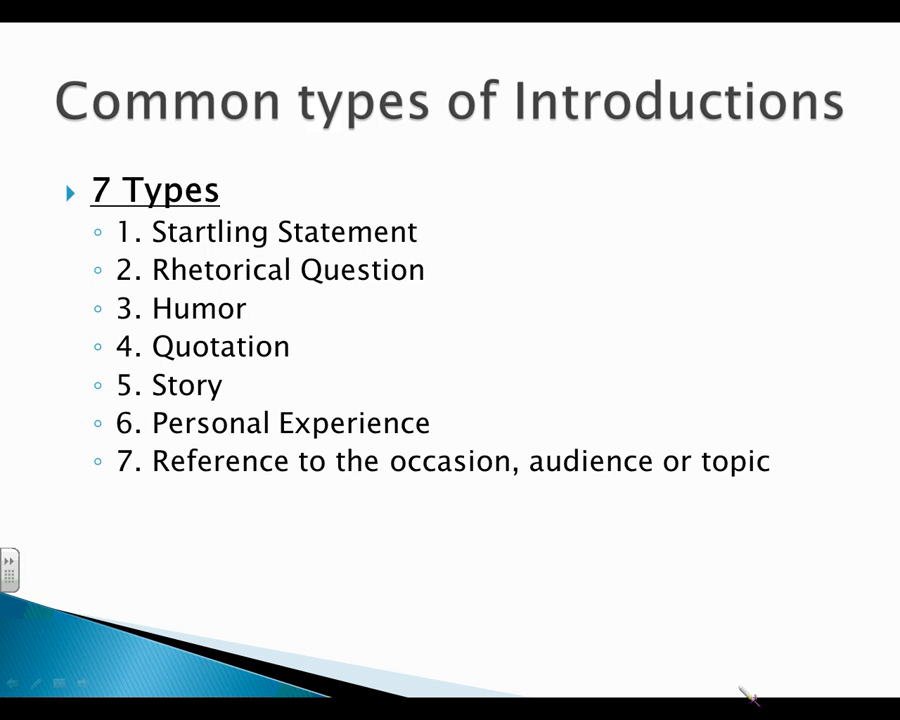 Common types of Introductions
7 Types
1. Startling Statement
2. Rhetorical Question
3. Humor
4. Quotation
5. Story
6. Personal Experience
7. Reference to the occasion, audience or topic